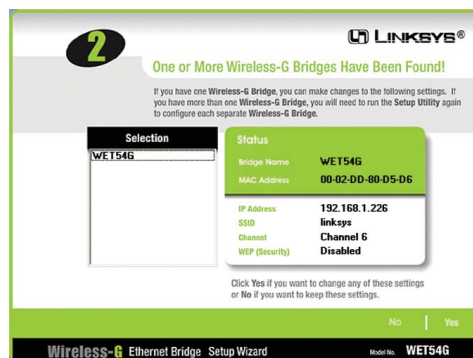 2
LINKSYS®
One or More Wireless-G Bridges Have Been Found!
If you have one Wireless-G Bridge, you can make changes to the following settings. If
you have more than one Wireless-G Bridge, you will need to run the Setup Utility again
to configure each separate Wireless-G Bridge.
Selection
WET54G
Status
Bridge Name WET54G
MAC Address 00-02-DD-80-D5-D6
IP Address 192.168.1.226
SSID linksys
Channel Channel 6
WEP (Security) Disabled
Click Yes if you want to change any of these settings
or No if you want to keep these settings.
No | Yes
Wireless-G Ethernet Bridge Setup Wizard Model No. WET54G